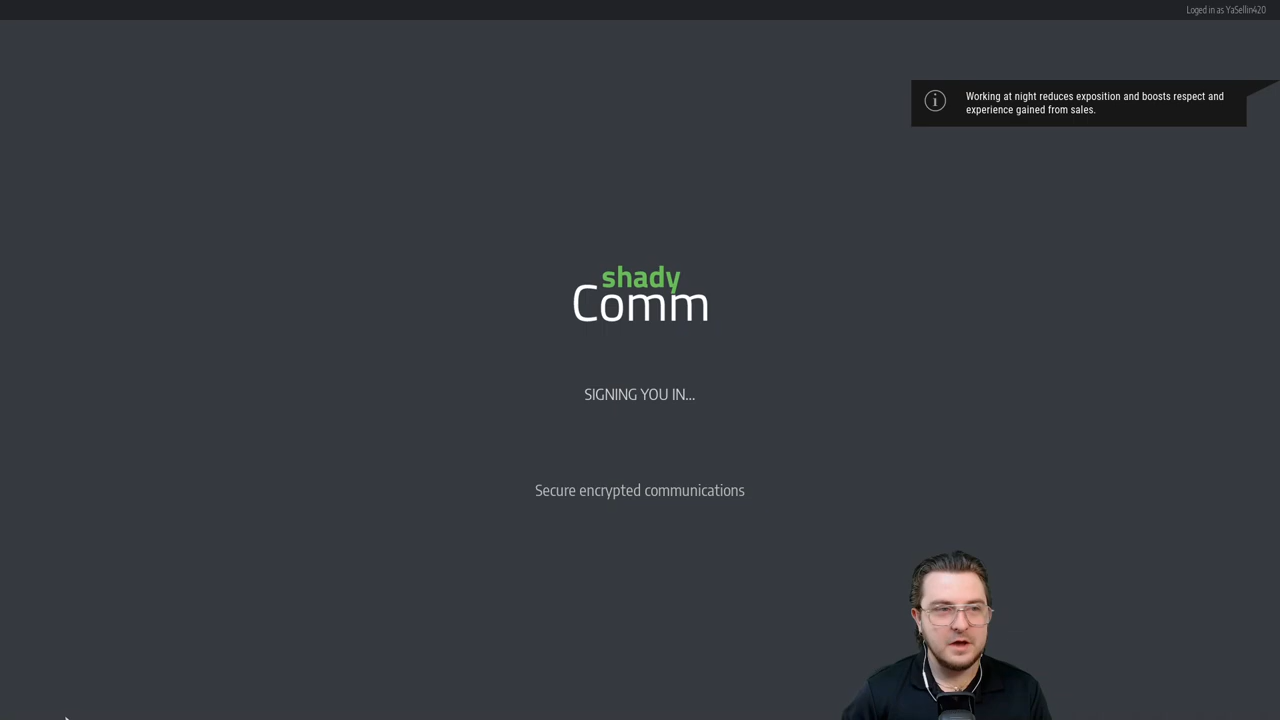 Loged in as YaSellin420
Working at night reduces exposition and boosts respect and
experience gained from sales.
shady
Comm
SIGNING YOU IN...
Secure encrypted communications